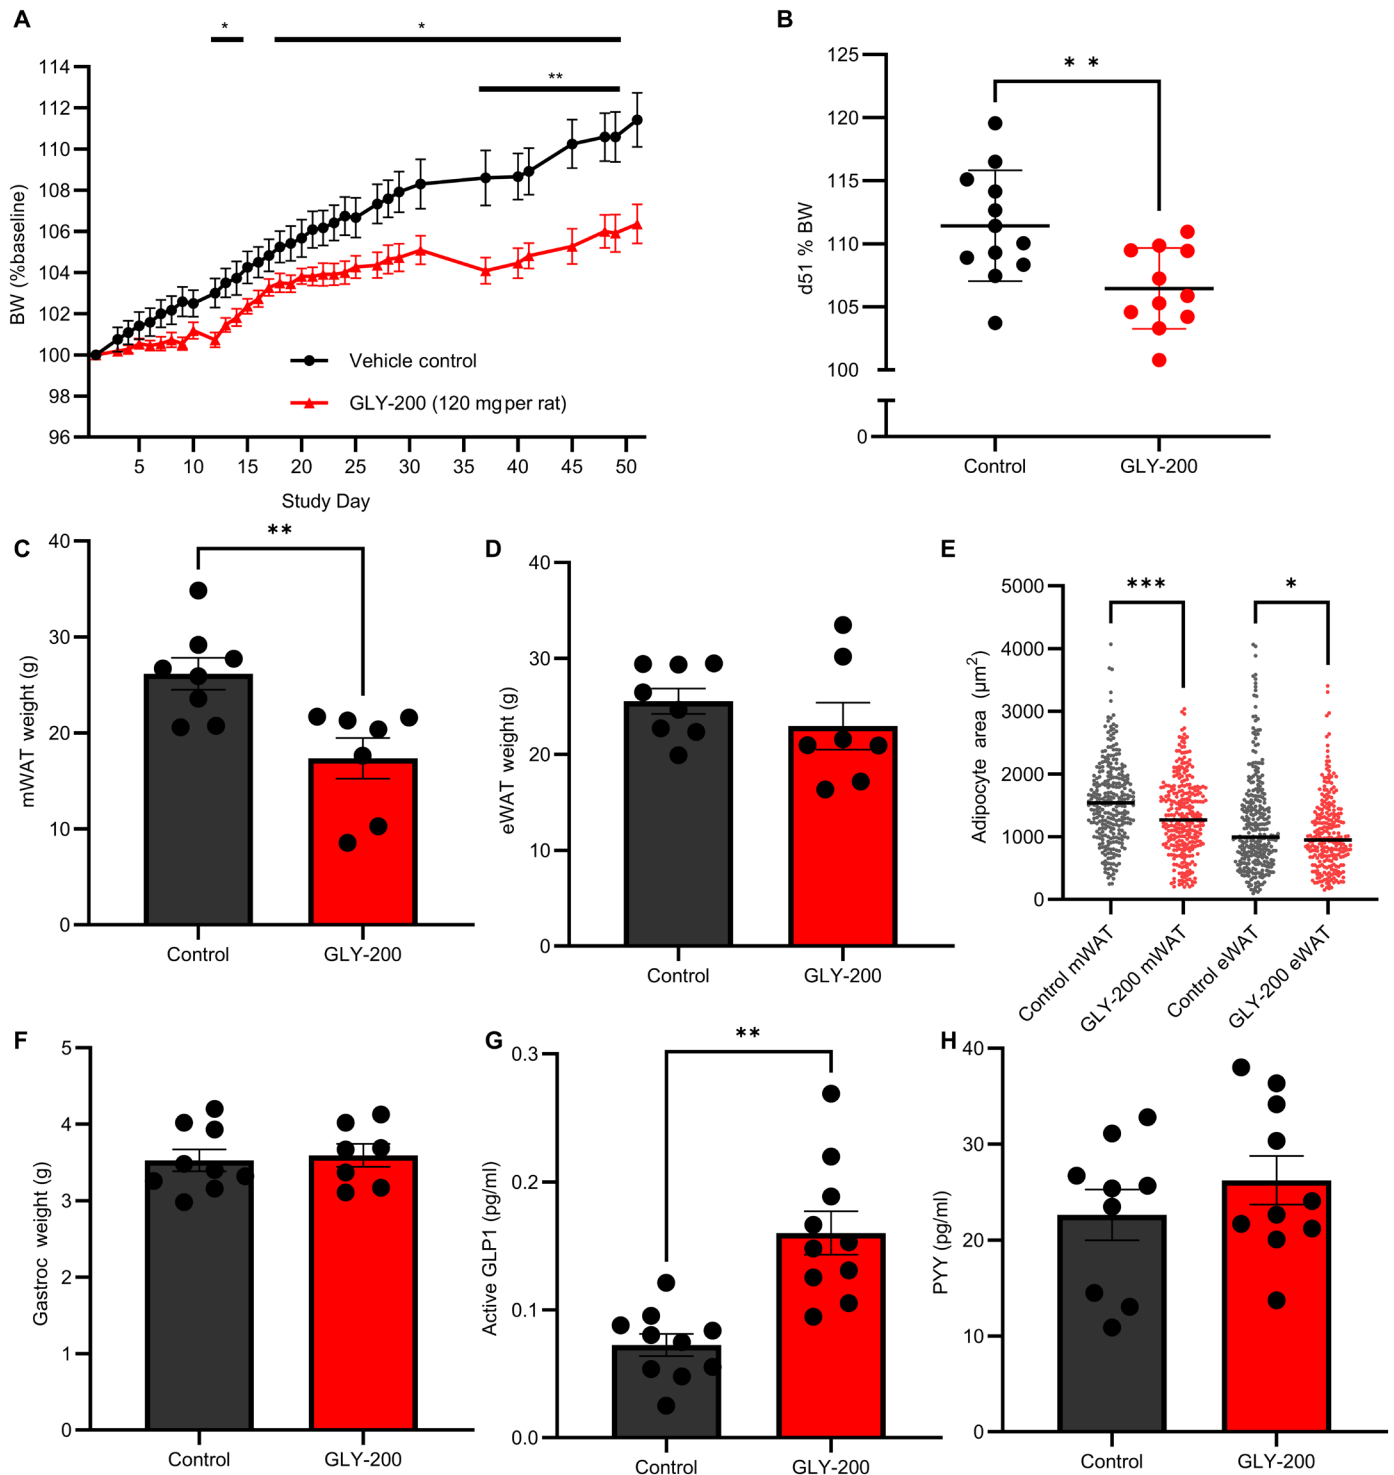 A
*
*
**
114
112
110
108
106
104
102
100
98
96
BW (%baseline)
Vehicle control
GLY-200 (120 mg per rat)
5 10 15 20 25 30 35 40 45 50
Study Day
B
**
125
120
115
110
105
100
0
d51 % BW
Control GLY-200
C
**
40
30
20
10
0
mWAT weight (g)
Control GLY-200
D
40
30
20
10
0
eWAT weight (g)
Control GLY-200
E
*** *
5000
4000
3000
2000
1000
0
Adipocyte area (µm²)
Control mWAT
GLY-200 mWAT
Control eWAT
GLY-200 eWAT
F
5
4
3
2
1
0
Gastroc weight (g)
Control GLY-200
G
**
0.3
0.2
0.1
0.0
Active GLP1 (pg/ml)
Control GLY-200
H
40
30
20
10
0
PYY (pg/ml)
Control GLY-200